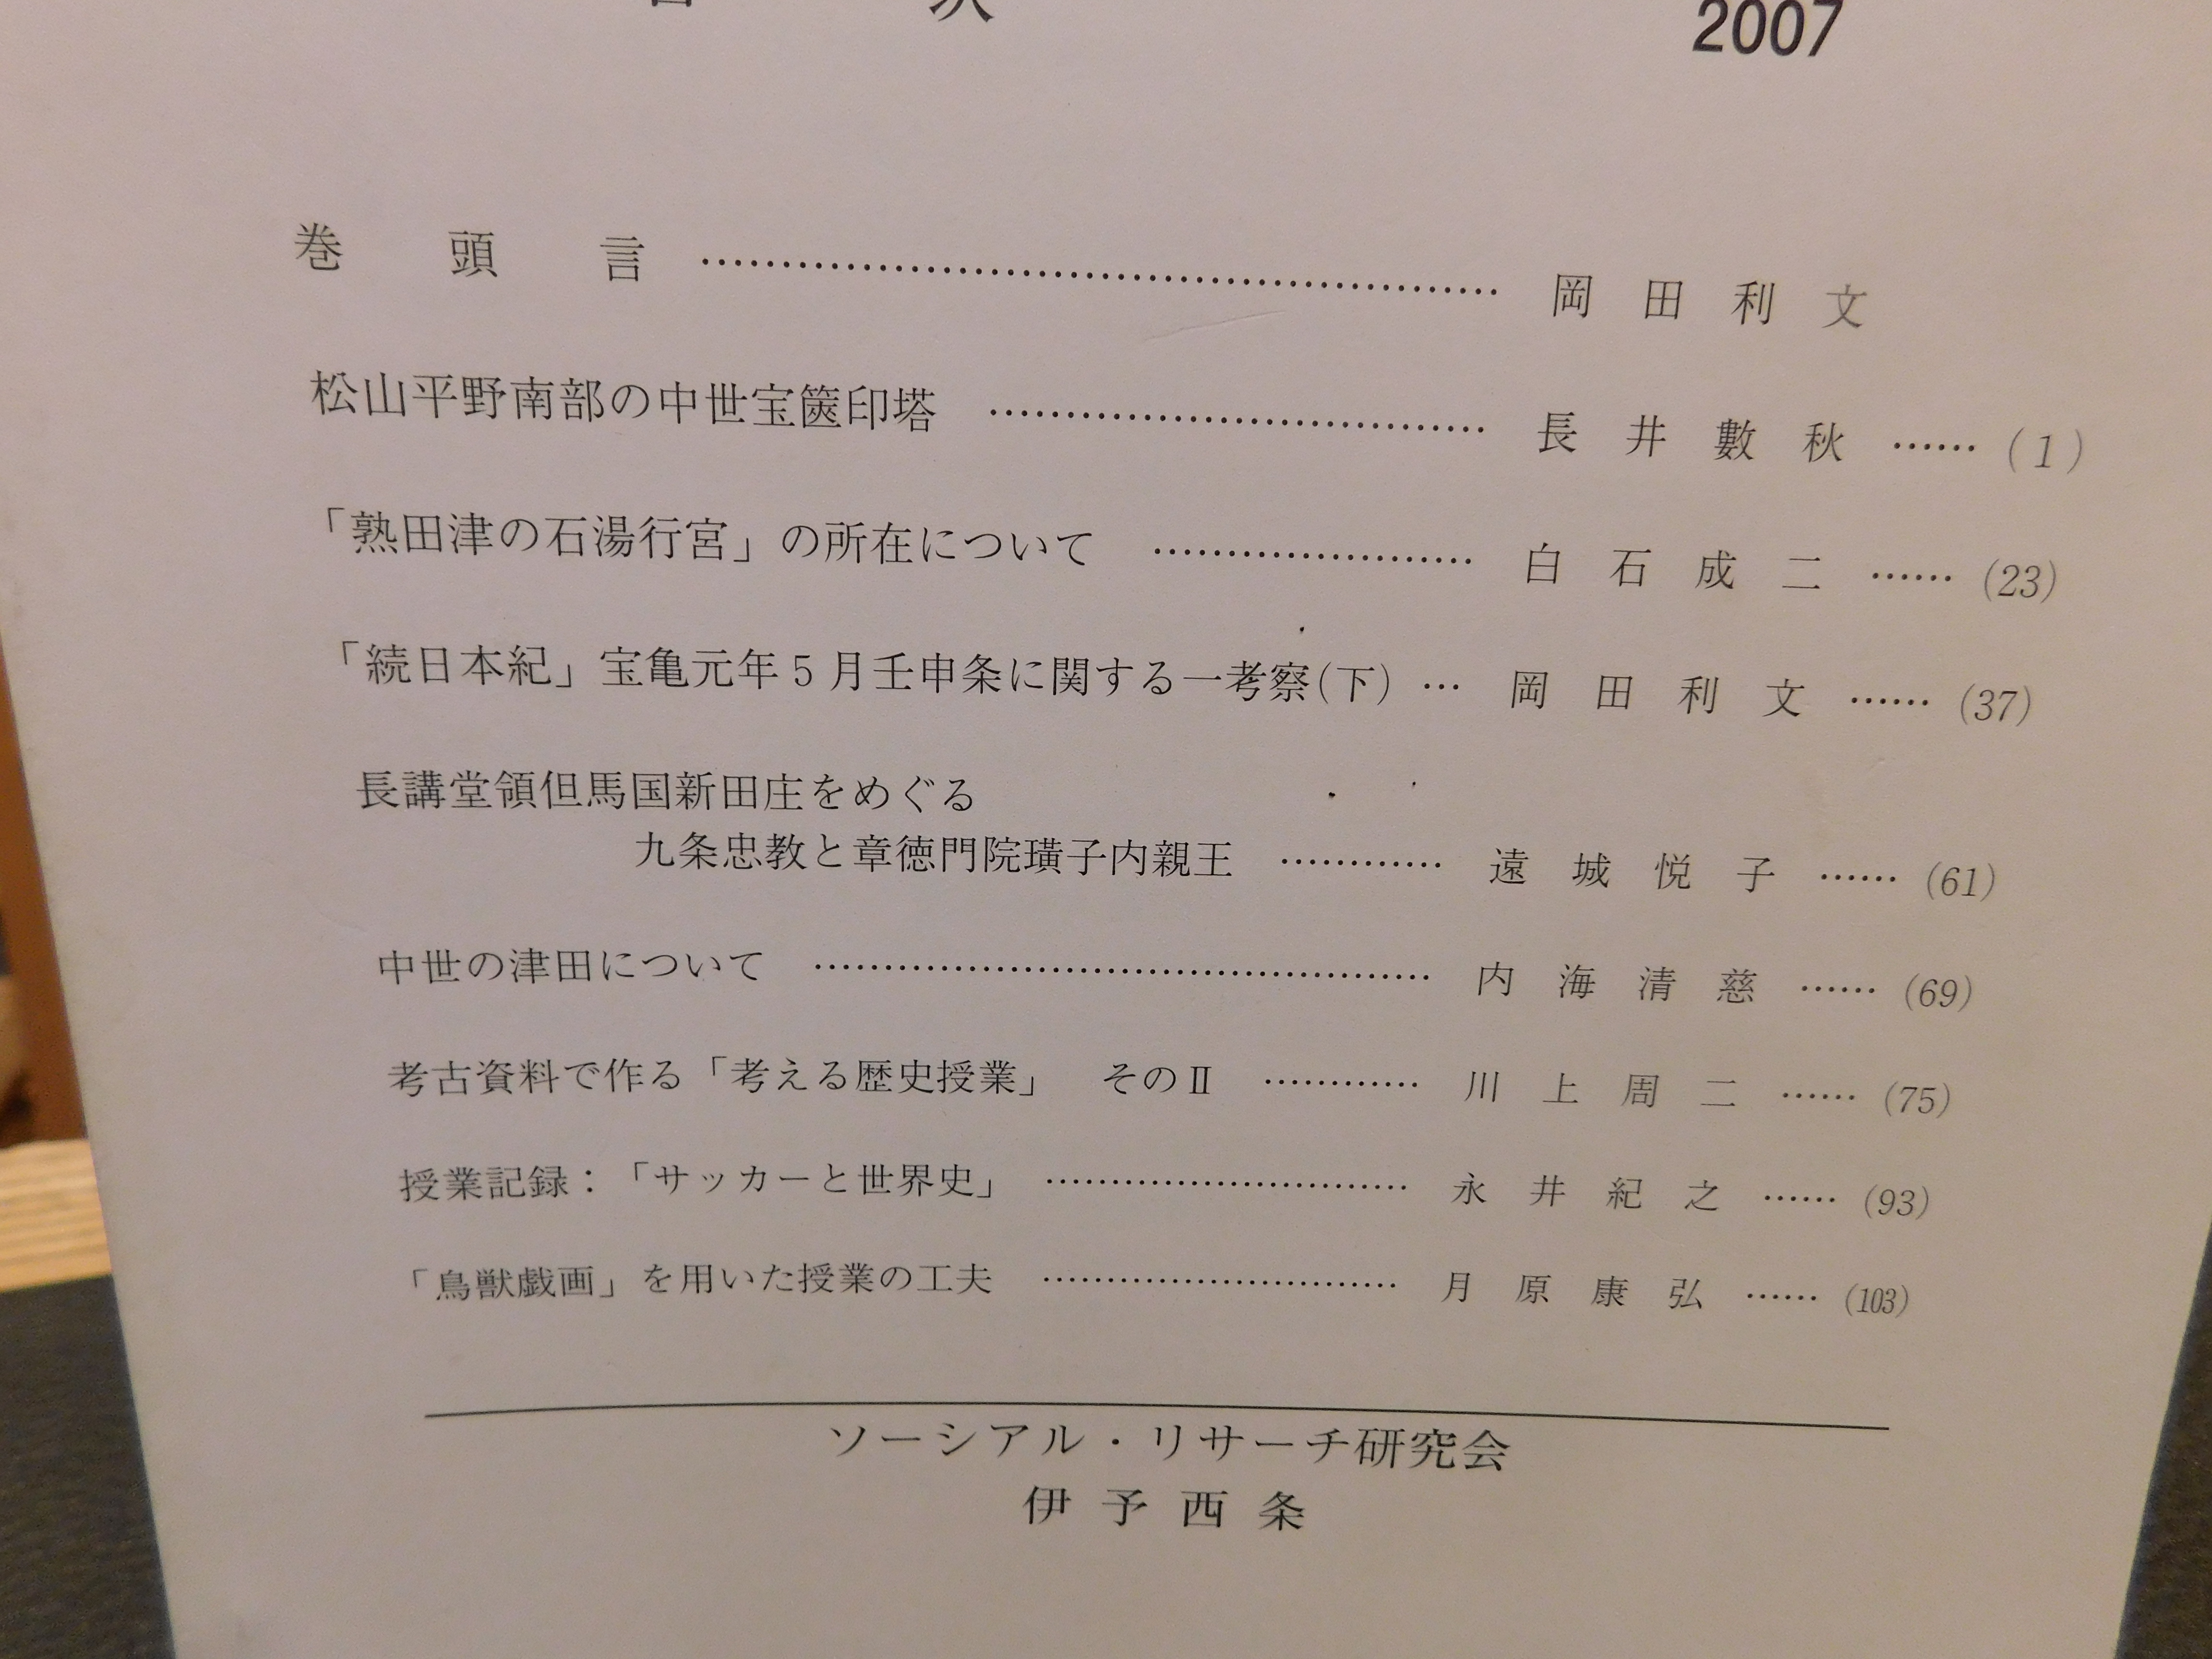 目 次
2007
巻 頭 言 …………………………………………… 岡 田 利 文
松山平野南部の中世宝篋印塔 ………………………… 長 井 數 秋 …… (1)
「熟田津の石湯行宮」の所在について ………………… 白 石 成 二 …… (23)
「続日本紀」宝亀元年5月壬申条に関する一考察(下) … 岡 田 利 文 …… (37)
長講堂領但馬国新田庄をめぐる
九条忠教と章徳門院璜子内親王 ………… 遠 城 悦 子 …… (61)
中世の津田について ………………………………………… 内 海 清 慈 …… (69)
考古資料で作る「考える歴史授業」 そのⅡ ………… 川 上 周 二 …… (75)
授業記録：「サッカーと世界史」 ………………………… 永 井 紀 之 …… (93)
「鳥獣戯画」を用いた授業の工夫 ………………………… 月 原 康 弘 …… (103)
ソーシアル・リサーチ研究会
伊 予 西 条